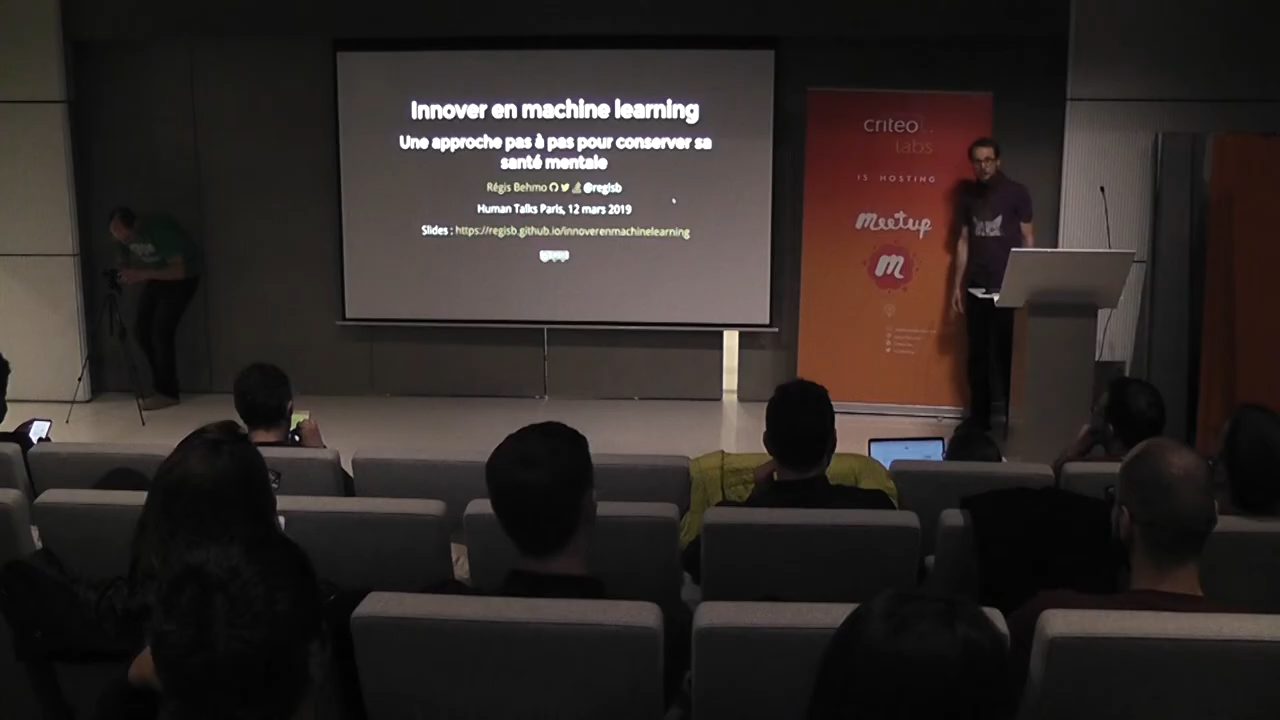 Innover en machine learning
Une approche pas à pas pour conserver sa
santé mentale
Régis Behmo @regisb
Human Talks Paris, 12 mars 2019
Slides : https://regisb.github.io/innoverenmachinelearning
criteo
labs
IS HOSTING
meetup
m